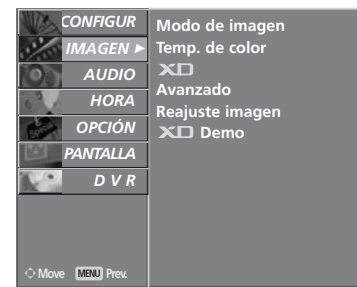 CONFIGUR
IMAGEN ►
AUDIO
HORA
OPCIÓN
PANTALLA
D V R
Move MENU Prev.
Modo de imagen
Temp. de color
XD
Avanzado
Reajuste imagen
XD Demo